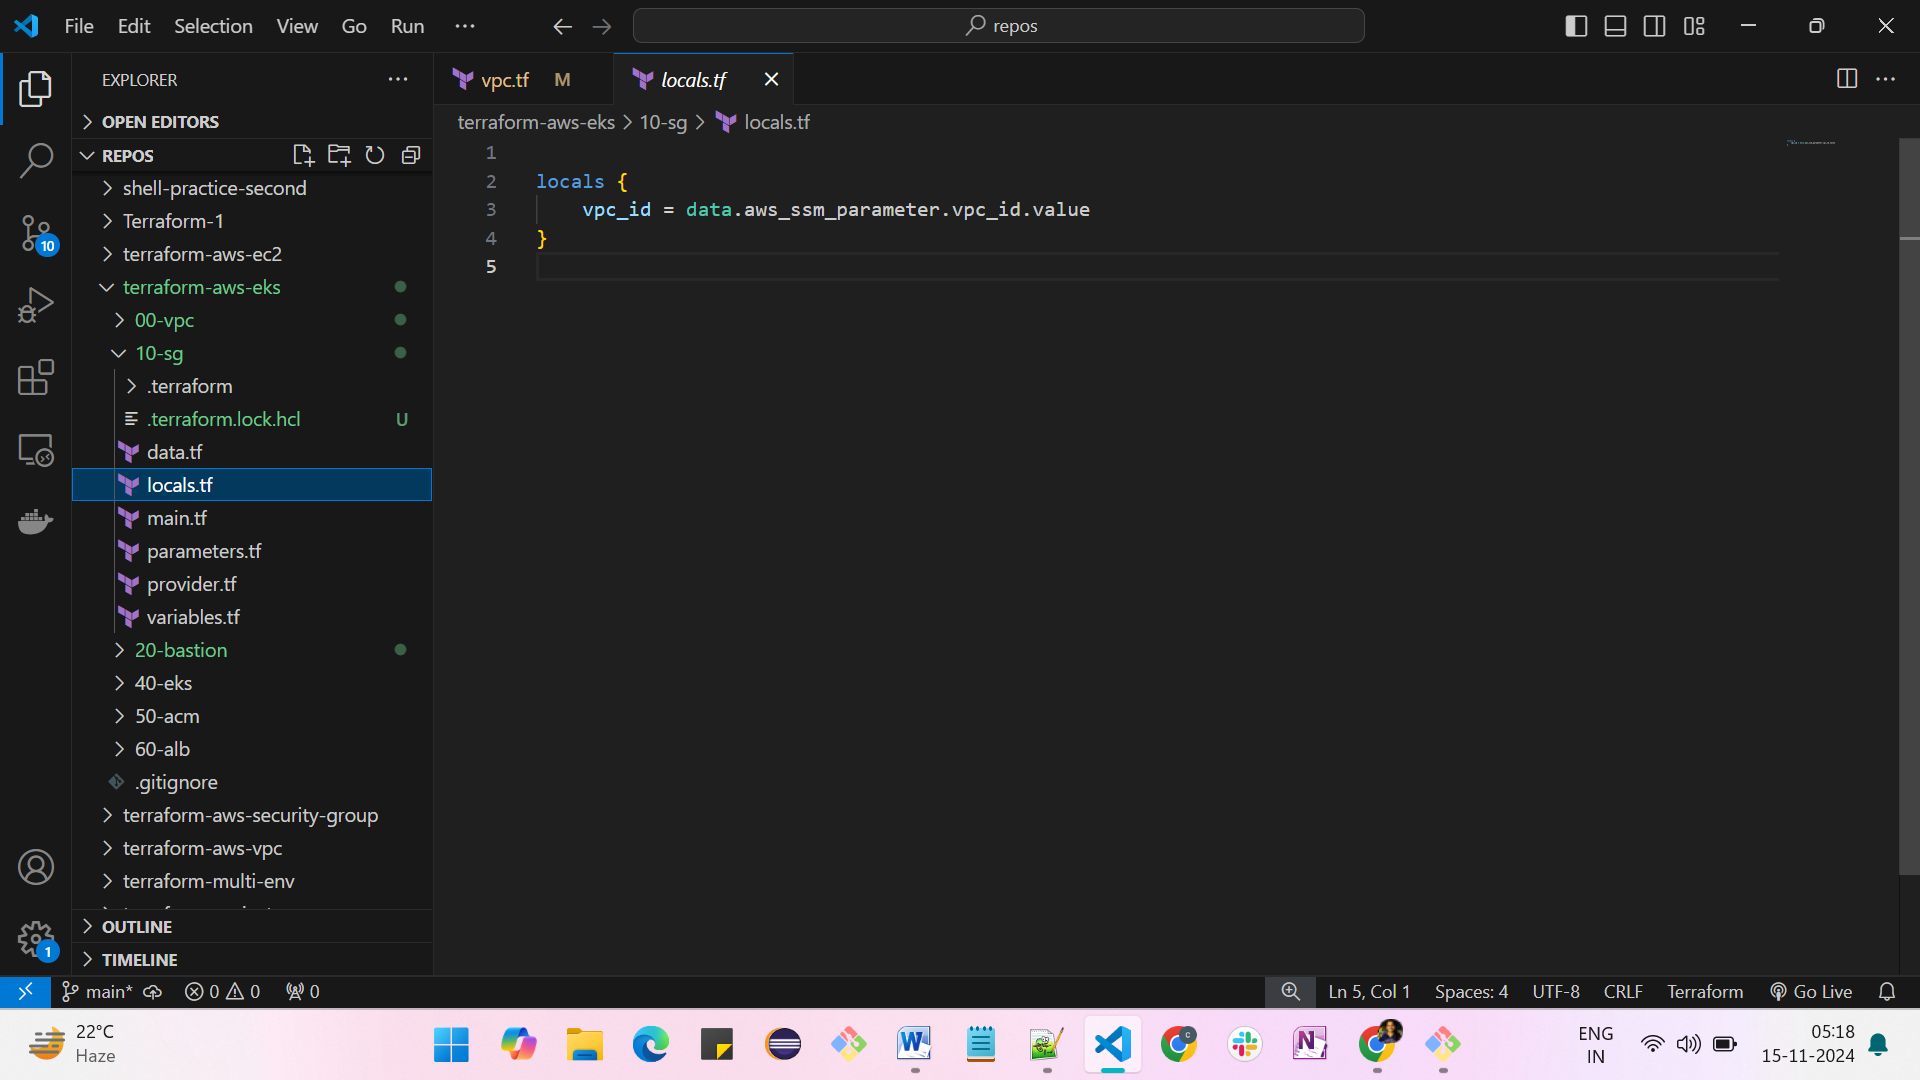 File Edit Selection View Go Run ··· repos
EXPLORER ···
OPEN EDITORS
REPOS
shell-practice-second
Terraform-1
terraform-aws-ec2
terraform-aws-eks
00-vpc
10-sg
.terraform
.terraform.lock.hcl U
data.tf
locals.tf
main.tf
parameters.tf
provider.tf
variables.tf
20-bastion
40-eks
50-acm
60-alb
.gitignore
terraform-aws-security-group
terraform-aws-vpc
terraform-multi-env
OUTLINE
TIMELINE
10
1
vpc.tf M locals.tf
terraform-aws-eks > 10-sg > locals.tf
1
2 locals {
3 vpc_id = data.aws_ssm_parameter.vpc_id.value
4 }
5
main* 0 0 0 Ln 5, Col 1 Spaces: 4 UTF-8 CRLF Terraform Go Live
22°C
Haze
ENG
IN
05:18
15-11-2024